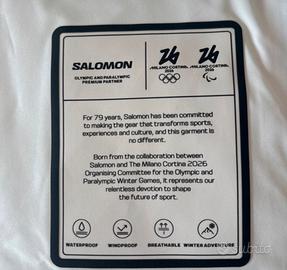 SALOMON
OLYMPIC AND PARALYMPIC
PREMIUM PARTNER
MILANO CORTINA
2026
MILANO CORTINA
2026
For 79 years, Salomon has been committed
to making the gear that transforms sports,
experiences and culture, and this garment is
no different.
Born from the collaboration between
Salomon and The Milano Cortina 2026
Organising Committee for the Olympic and
Paralympic Winter Games, it represents our
relentless devotion to shape
the future of sport.
WATERPROOF
WINDPROOF
BREATHABLE
WINTER ADVENTURE
subito